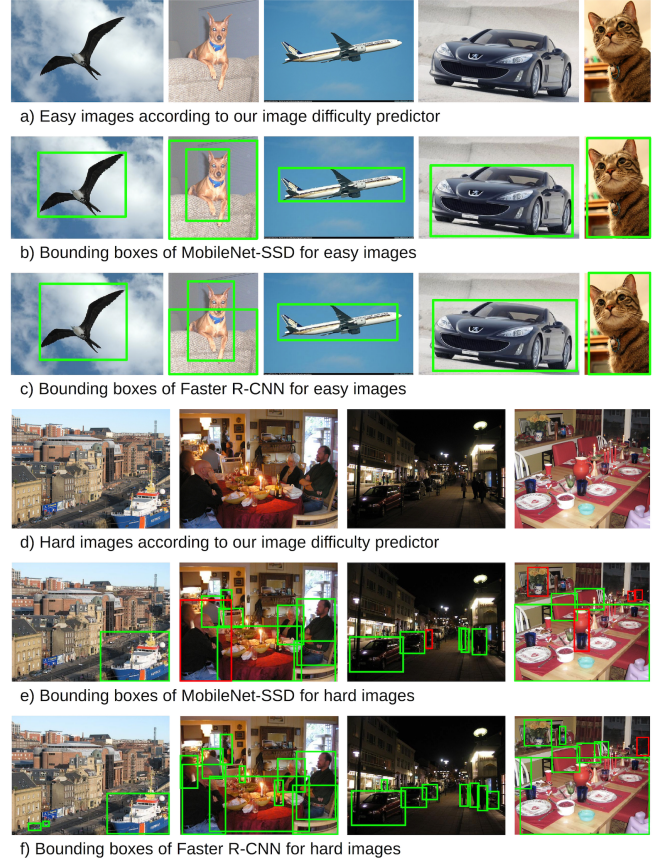 a) Easy images according to our image difficulty predictor
b) Bounding boxes of MobileNet-SSD for easy images
c) Bounding boxes of Faster R-CNN for easy images
d) Hard images according to our image difficulty predictor
e) Bounding boxes of MobileNet-SSD for hard images
f) Bounding boxes of Faster R-CNN for hard images